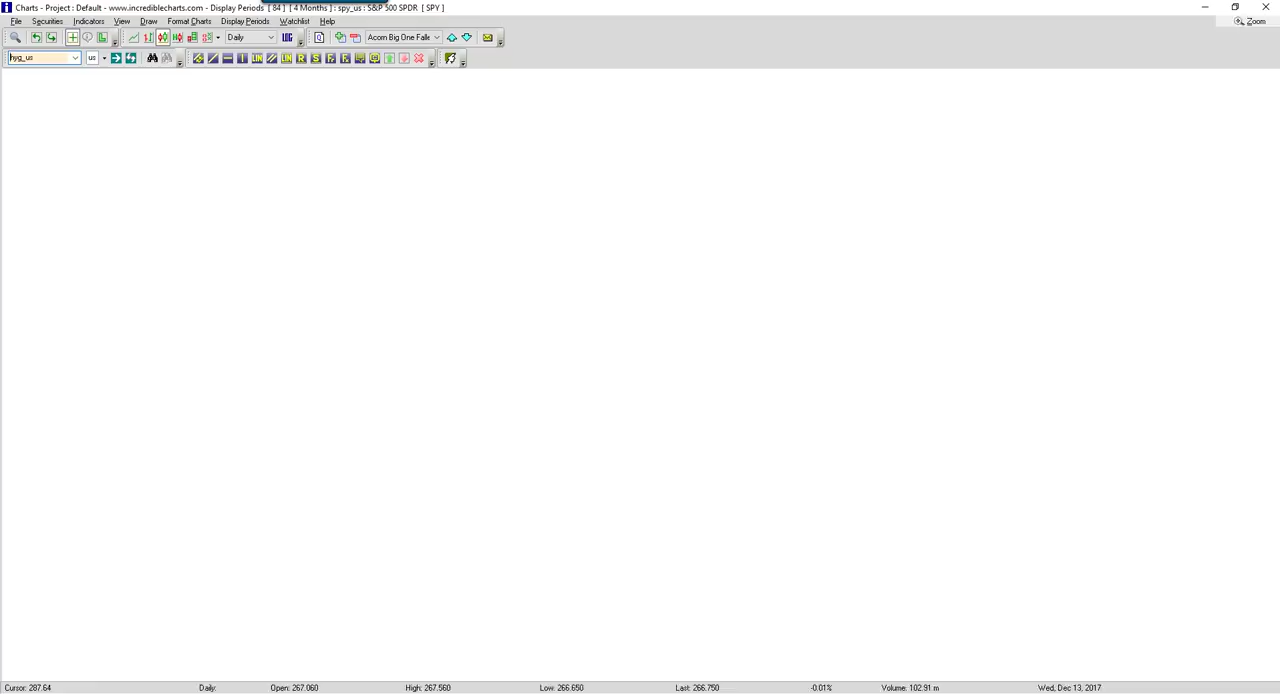 Charts - Project : Default - www.incrediblecharts.com - Display Periods [ 84 ] [ 4 Months ] : spy_us : S&P 500 SPDR [ SPY ]
File Securities Indicators View Draw Format Charts Display Periods Watchlist Help Zoom
Daily Acorn Big One Falle
hyg_us us
Cursor: 287.64 Daily: Open: 267.060 High: 267.560 Low: 266.650 Last: 266.750 -0.01% Volume: 102.91 m Wed, Dec 13, 2017